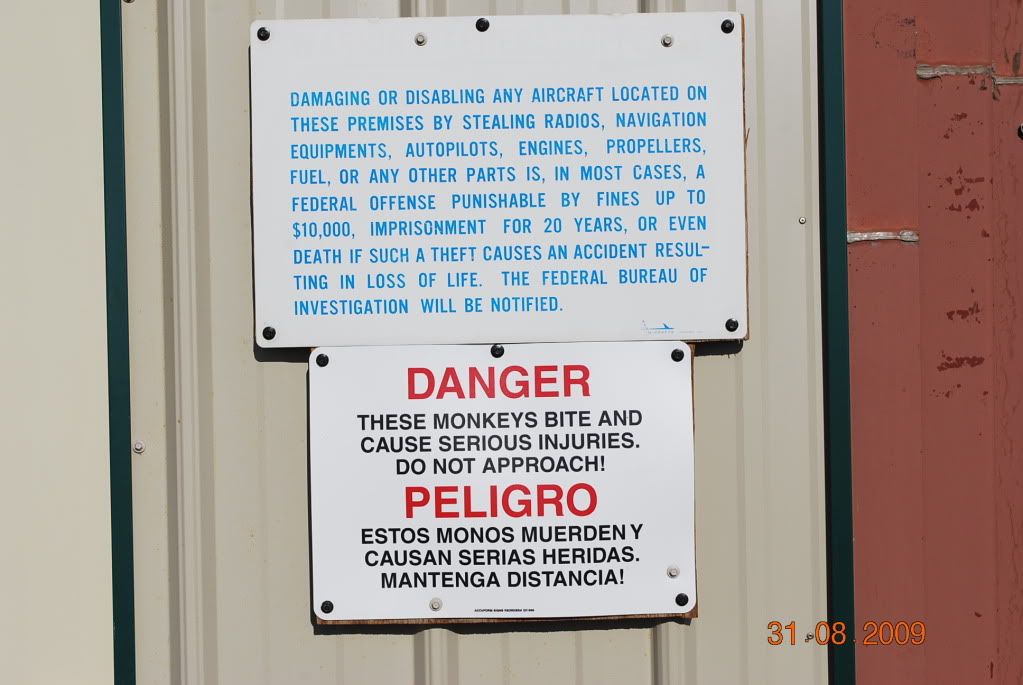 DAMAGING OR DISABLING ANY AIRCRAFT LOCATED ON
THESE PREMISES BY STEALING RADIOS, NAVIGATION
EQUIPMENTS, AUTOPILOTS, ENGINES, PROPELLERS,
FUEL, OR ANY OTHER PARTS IS, IN MOST CASES, A
FEDERAL OFFENSE PUNISHABLE BY FINES UP TO
$10,000, IMPRISONMENT FOR 20 YEARS, OR EVEN
DEATH IF SUCH A THEFT CAUSES AN ACCIDENT RESUL-
TING IN LOSS OF LIFE. THE FEDERAL BUREAU OF
INVESTIGATION WILL BE NOTIFIED.
DANGER
THESE MONKEYS BITE AND
CAUSE SERIOUS INJURIES.
DO NOT APPROACH!
PELIGRO
ESTOS MONOS MUERDEN Y
CAUSAN SERIAS HERIDAS.
MANTENGA DISTANCIA!
ACCUFORM SIGNS
31.08.2009